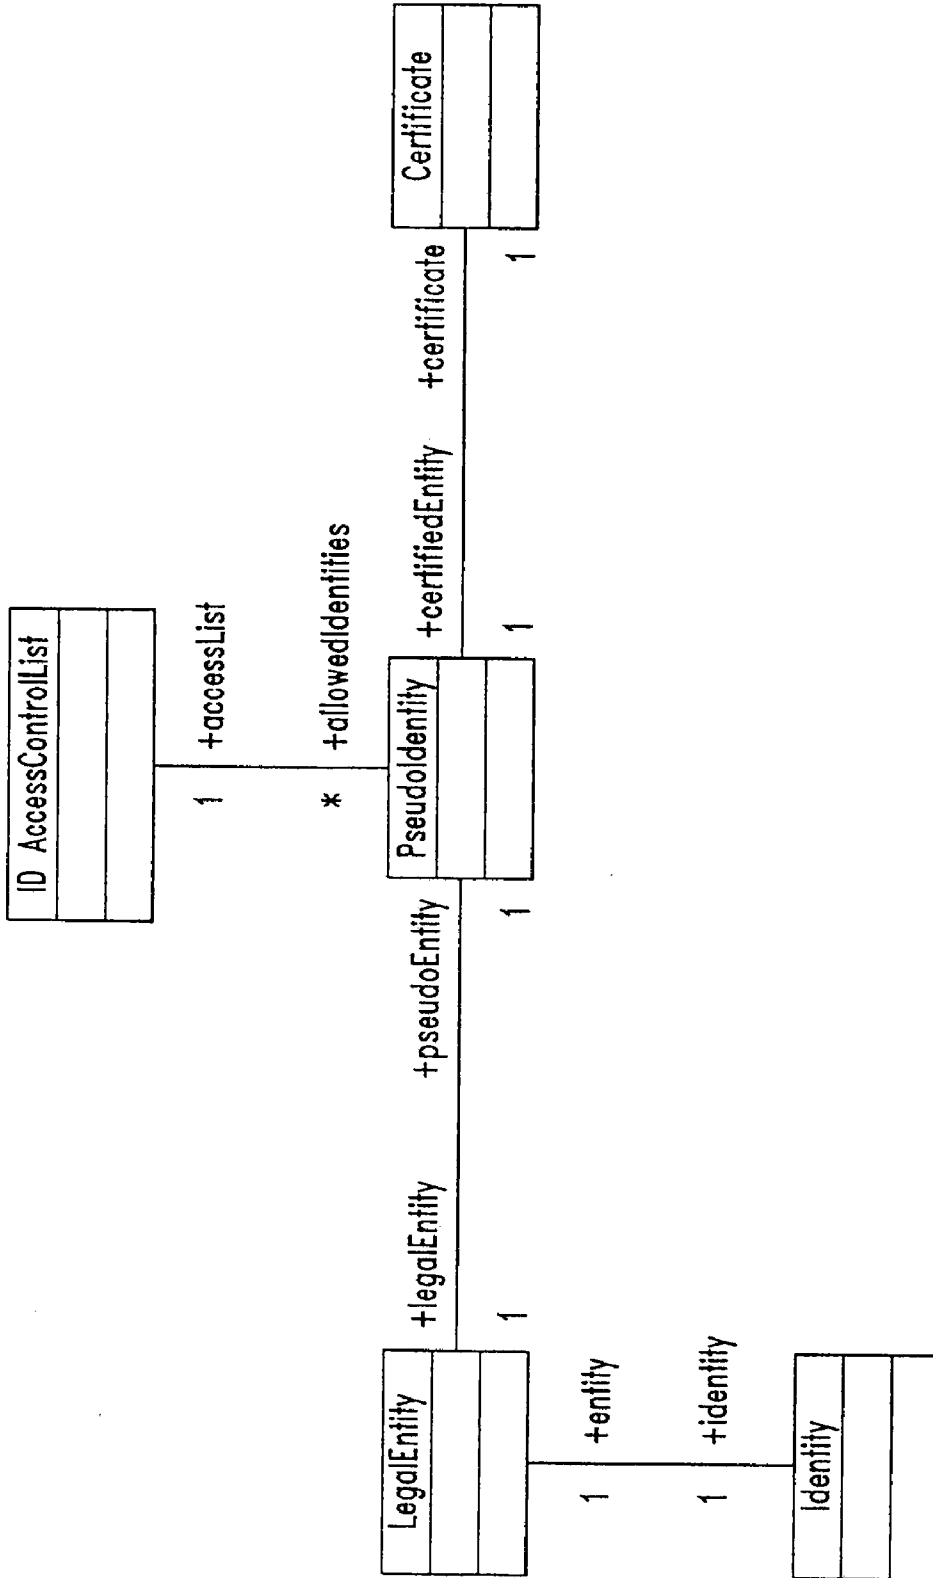 ID AccessControlList
1 +accessList
* +allowedIdentities
LegalEntity
+legalEntity
+pseudoEntity
PseudoIdentity
+certifiedEntity
+certificate
Certificate
1
1
1
1
1 +entity
1 +identity
Identity